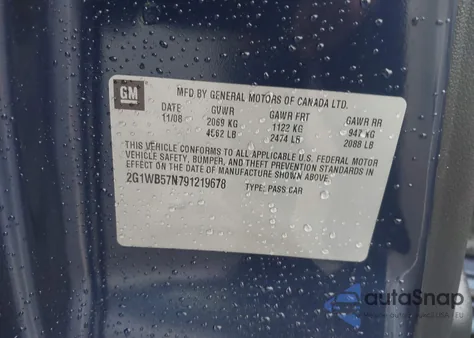 GM
MFD BY GENERAL MOTORS OF CANADA LTD.
DATE GVWR GAWR FRT GAWR RR
11/08 2069 KG 1122 KG 947 KG
4562 LB 2474 LB 2088 LB
THIS VEHICLE CONFORMS TO ALL APPLICABLE U.S. FEDERAL MOTOR
VEHICLE SAFETY, BUMPER, AND THEFT PREVENTION STANDARDS IN
EFFECT ON THE DATE OF MANUFACTURE SHOWN ABOVE.
2G1WB57N791219678 TYPE: PASS CAR
autoSnap